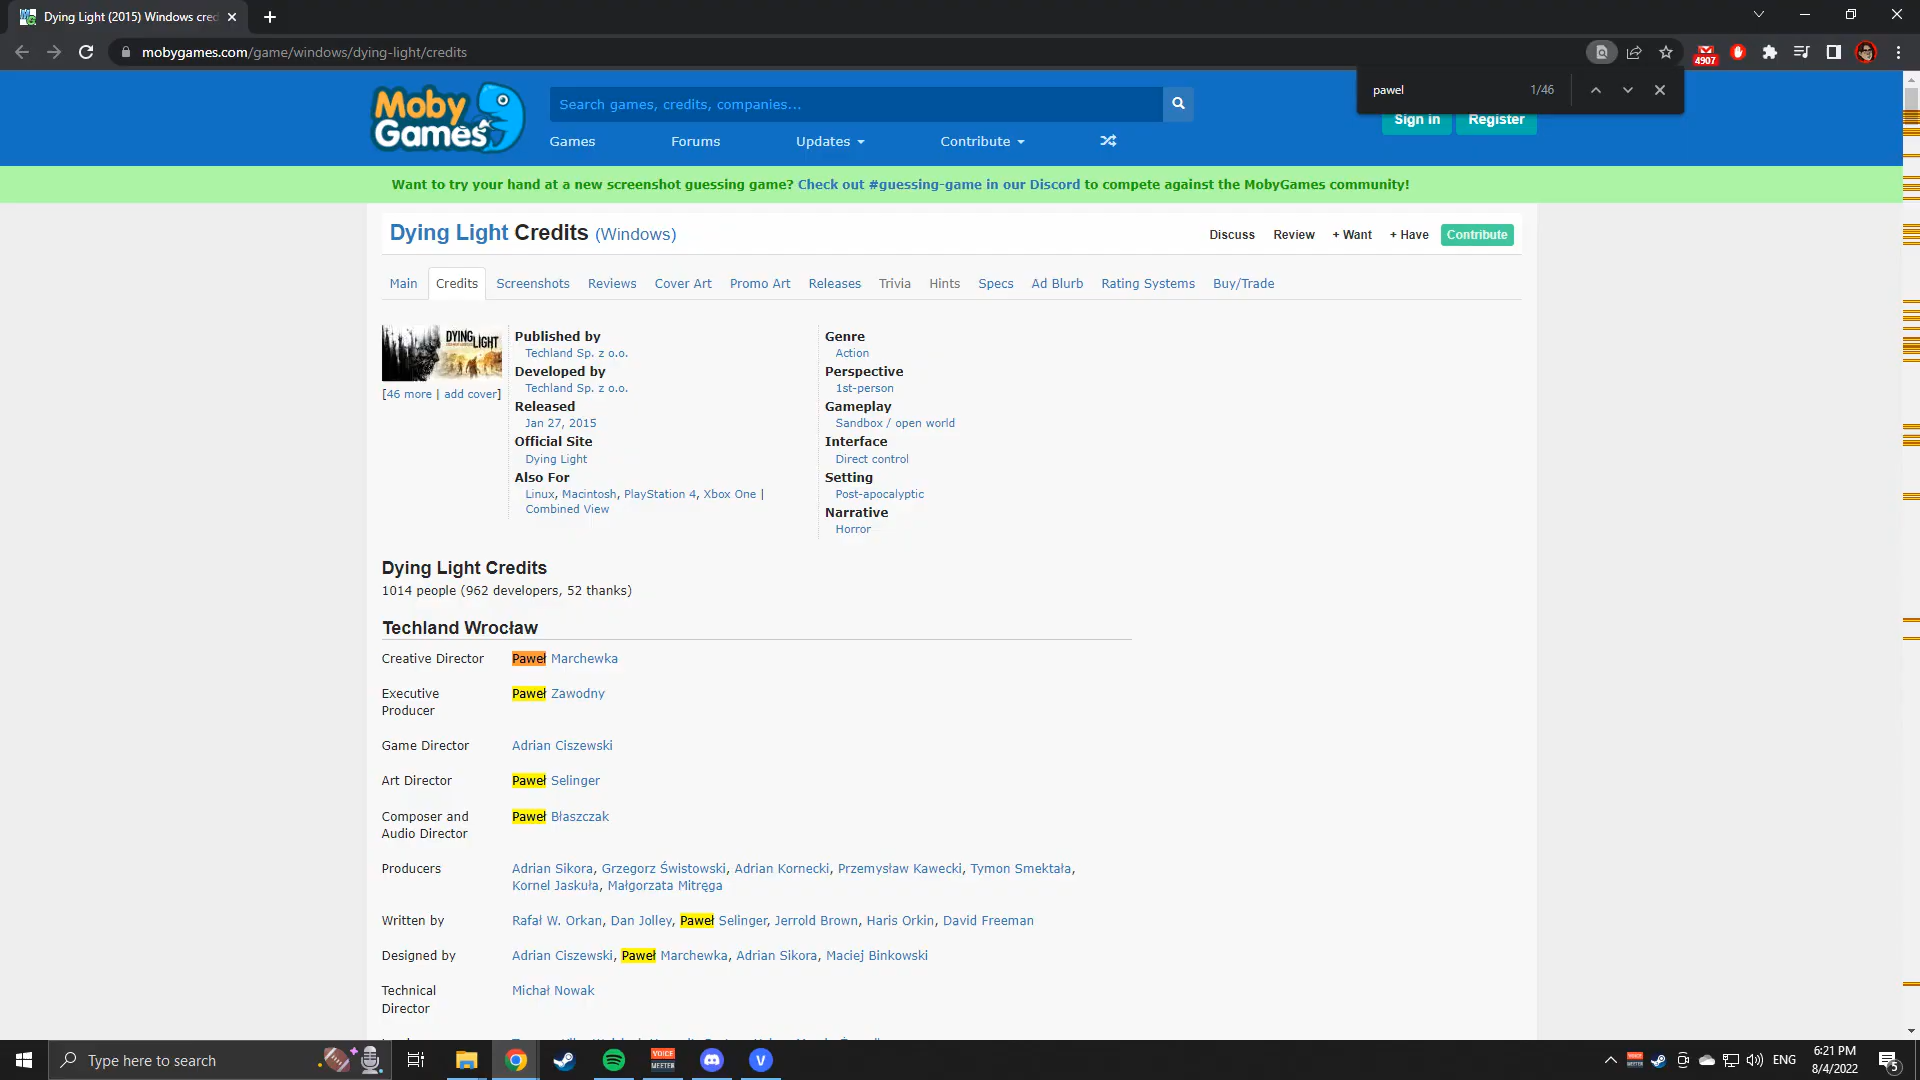 Dying Light (2015) Windows cred
mobygames.com/game/windows/dying-light/credits
4907
pawel 1/46
Moby Games
Search games, credits, companies...
Sign in Register
Games Forums Updates Contribute
Want to try your hand at a new screenshot guessing game? Check out #guessing-game in our Discord to compete against the MobyGames community!
Dying Light Credits (Windows)
Discuss Review + Want + Have Contribute
Main Credits Screenshots Reviews Cover Art Promo Art Releases Trivia Hints Specs Ad Blurb Rating Systems Buy/Trade
DYING LIGHT
[46 more | add cover]
Published by
Techland Sp. z o.o.
Developed by
Techland Sp. z o.o.
Released
Jan 27, 2015
Official Site
Dying Light
Also For
Linux, Macintosh, PlayStation 4, Xbox One |
Combined View
Genre
Action
Perspective
1st-person
Gameplay
Sandbox / open world
Interface
Direct control
Setting
Post-apocalyptic
Narrative
Horror
Dying Light Credits
1014 people (962 developers, 52 thanks)
Techland Wrocław
Creative Director Paweł Marchewka
Executive Producer Paweł Zawodny
Game Director Adrian Ciszewski
Art Director Paweł Selinger
Composer and Audio Director Paweł Błaszczak
Producers Adrian Sikora, Grzegorz Świstowski, Adrian Kornecki, Przemysław Kawecki, Tymon Smektała,
Kornel Jaskuła, Małgorzata Mitręga
Written by Rafał W. Orkan, Dan Jolley, Paweł Selinger, Jerrold Brown, Haris Orkin, David Freeman
Designed by Adrian Ciszewski, Paweł Marchewka, Adrian Sikora, Maciej Binkowski
Technical Director Michał Nowak
Type here to search
VOICE MEETER
V
ENG
6:21 PM
8/4/2022
5